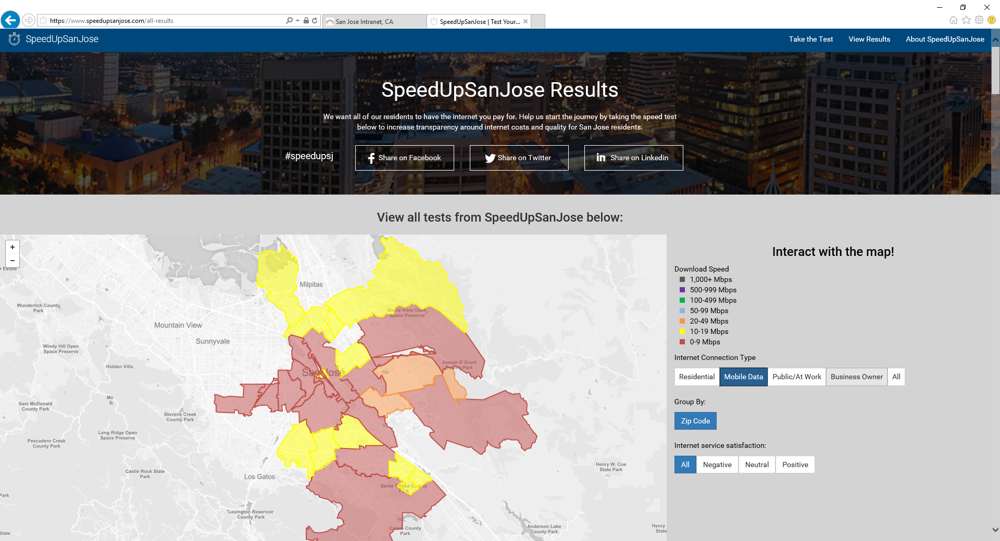 https://www.speedupsanjose.com/all-results
San Jose Intranet, CA
SpeedUpSanJose | Test Your...
SpeedUpSanJose
Take the Test
View Results
About SpeedUpSanJose
SpeedUpSanJose Results
We want all of our residents to have the internet you pay for. Help us start the journey by taking the speed test
below to increase transparency around internet costs and quality for San Jose residents.
#speedupsj
Share on Facebook
Share on Twitter
Share on Linkedin
View all tests from SpeedUpSanJose below:
+
−
r Estate
Milpitas
Wunderlich County
Park
Sierra Vista Open
Space Preserve
Mountain View
Sunnyvale
Windy Hill Open
Space Preserve
Hidden Villa
Joseph D Grant
County Park
San José
Mo
Sj
Sam McDonald
County Park
Stevens Creek
County Park
Long Ridge Open
Space Preserve
Pescadero Creek
County Park
Henry W. Coe
State Park
Castle Rock State
Park
Los Gatos
Santa Teresa County
Park
Park
Lexington Reservoir
County Park
Calero County
Park
Anderson Lake
County Park
Henry
State
State
Interact with the map!
Download Speed
1,000+ Mbps
500-999 Mbps
100-499 Mbps
50-99 Mbps
20-49 Mbps
10-19 Mbps
0-9 Mbps
Internet Connection Type
Residential
Mobile Data
Public/At Work
Business Owner
All
Group By:
Zip Code
Internet service satisfaction:
All
Negative
Neutral
Positive